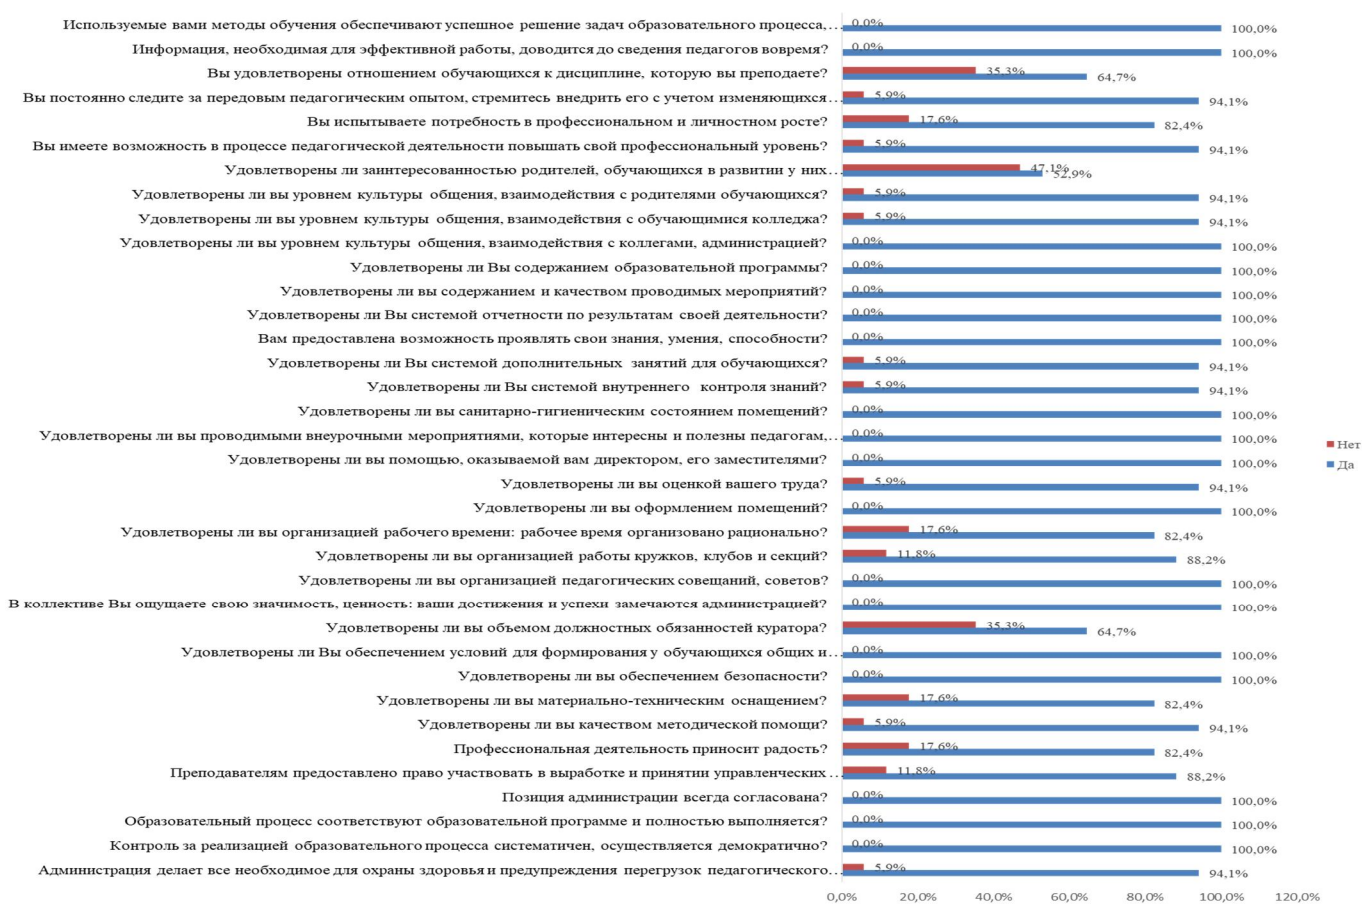 Используемые вами методы обучения обеспечивают успешное решение задач образовательного процесса,… 0,0% 100,0%
Информация, необходимая для эффективной работы, доводится до сведения педагогов вовремя? 0,0% 100,0%
Вы удовлетворены отношением обучающихся к дисциплине, которую вы преподаете? 35,3% 64,7%
Вы постоянно следите за передовым педагогическим опытом, стремитесь внедрить его с учетом изменяющихся… 5,9% 94,1%
Вы испытываете потребность в профессиональном и личностном росте? 17,6% 82,4%
Вы имеете возможность в процессе педагогической деятельности повышать свой профессиональный уровень? 5,9% 94,1%
Удовлетворены ли заинтересованностью родителей, обучающихся в развитии у них… 47,1% 52,9%
Удовлетворены ли вы уровнем культуры общения, взаимодействия с родителями обучающихся? 5,9% 94,1%
Удовлетворены ли вы уровнем культуры общения, взаимодействия с обучающимися колледжа? 5,9% 94,1%
Удовлетворены ли вы уровнем культуры общения, взаимодействия с коллегами, администрацией? 0,0% 100,0%
Удовлетворены ли Вы содержанием образовательной программы? 0,0% 100,0%
Удовлетворены ли вы содержанием и качеством проводимых мероприятий? 0,0% 100,0%
Удовлетворены ли Вы системой отчетности по результатам своей деятельности? 0,0% 100,0%
Вам предоставлена возможность проявлять свои знания, умения, способности? 0,0% 100,0%
Удовлетворены ли Вы системой дополнительных занятий для обучающихся? 5,9% 94,1%
Удовлетворены ли Вы системой внутреннего контроля знаний? 5,9% 94,1%
Удовлетворены ли вы санитарно-гигиеническим состоянием помещений? 0,0% 100,0%
Удовлетворены ли вы проводимыми внеурочными мероприятиями, которые интересны и полезны педагогам,… 0,0% 100,0%
Удовлетворены ли вы помощью, оказываемой вам директором, его заместителями? 0,0% 100,0%
Удовлетворены ли вы оценкой вашего труда? 5,9% 94,1%
Удовлетворены ли вы оформлением помещений? 0,0% 100,0%
Удовлетворены ли вы организацией рабочего времени: рабочее время организовано рационально? 17,6% 82,4%
Удовлетворены ли вы организацией работы кружков, клубов и секций? 11,8% 88,2%
Удовлетворены ли вы организацией педагогических совещаний, советов? 0,0% 100,0%
В коллективе Вы ощущаете свою значимость, ценность: ваши достижения и успехи замечаются администрацией? 0,0% 100,0%
Удовлетворены ли вы объемом должностных обязанностей куратора? 35,3% 64,7%
Удовлетворены ли Вы обеспечением условий для формирования у обучающихся общих и… 0,0% 100,0%
Удовлетворены ли вы обеспечением безопасности? 0,0% 100,0%
Удовлетворены ли вы материально-техническим оснащением? 17,6% 82,4%
Удовлетворены ли вы качеством методической помощи? 5,9% 94,1%
Профессиональная деятельность приносит радость? 17,6% 82,4%
Преподавателям предоставлено право участвовать в выработке и принятии управленческих… 11,8% 88,2%
Позиция администрации всегда согласована? 0,0% 100,0%
Образовательный процесс соответствуют образовательной программе и полностью выполняется? 0,0% 100,0%
Контроль за реализацией образовательного процесса систематичен, осуществляется демократично? 0,0% 100,0%
Администрация делает все необходимое для охраны здоровья и предупреждения перегрузок педагогического… 5,9% 94,1%
0,0% 20,0% 40,0% 60,0% 80,0% 100,0% 120,0%
Нет
Да